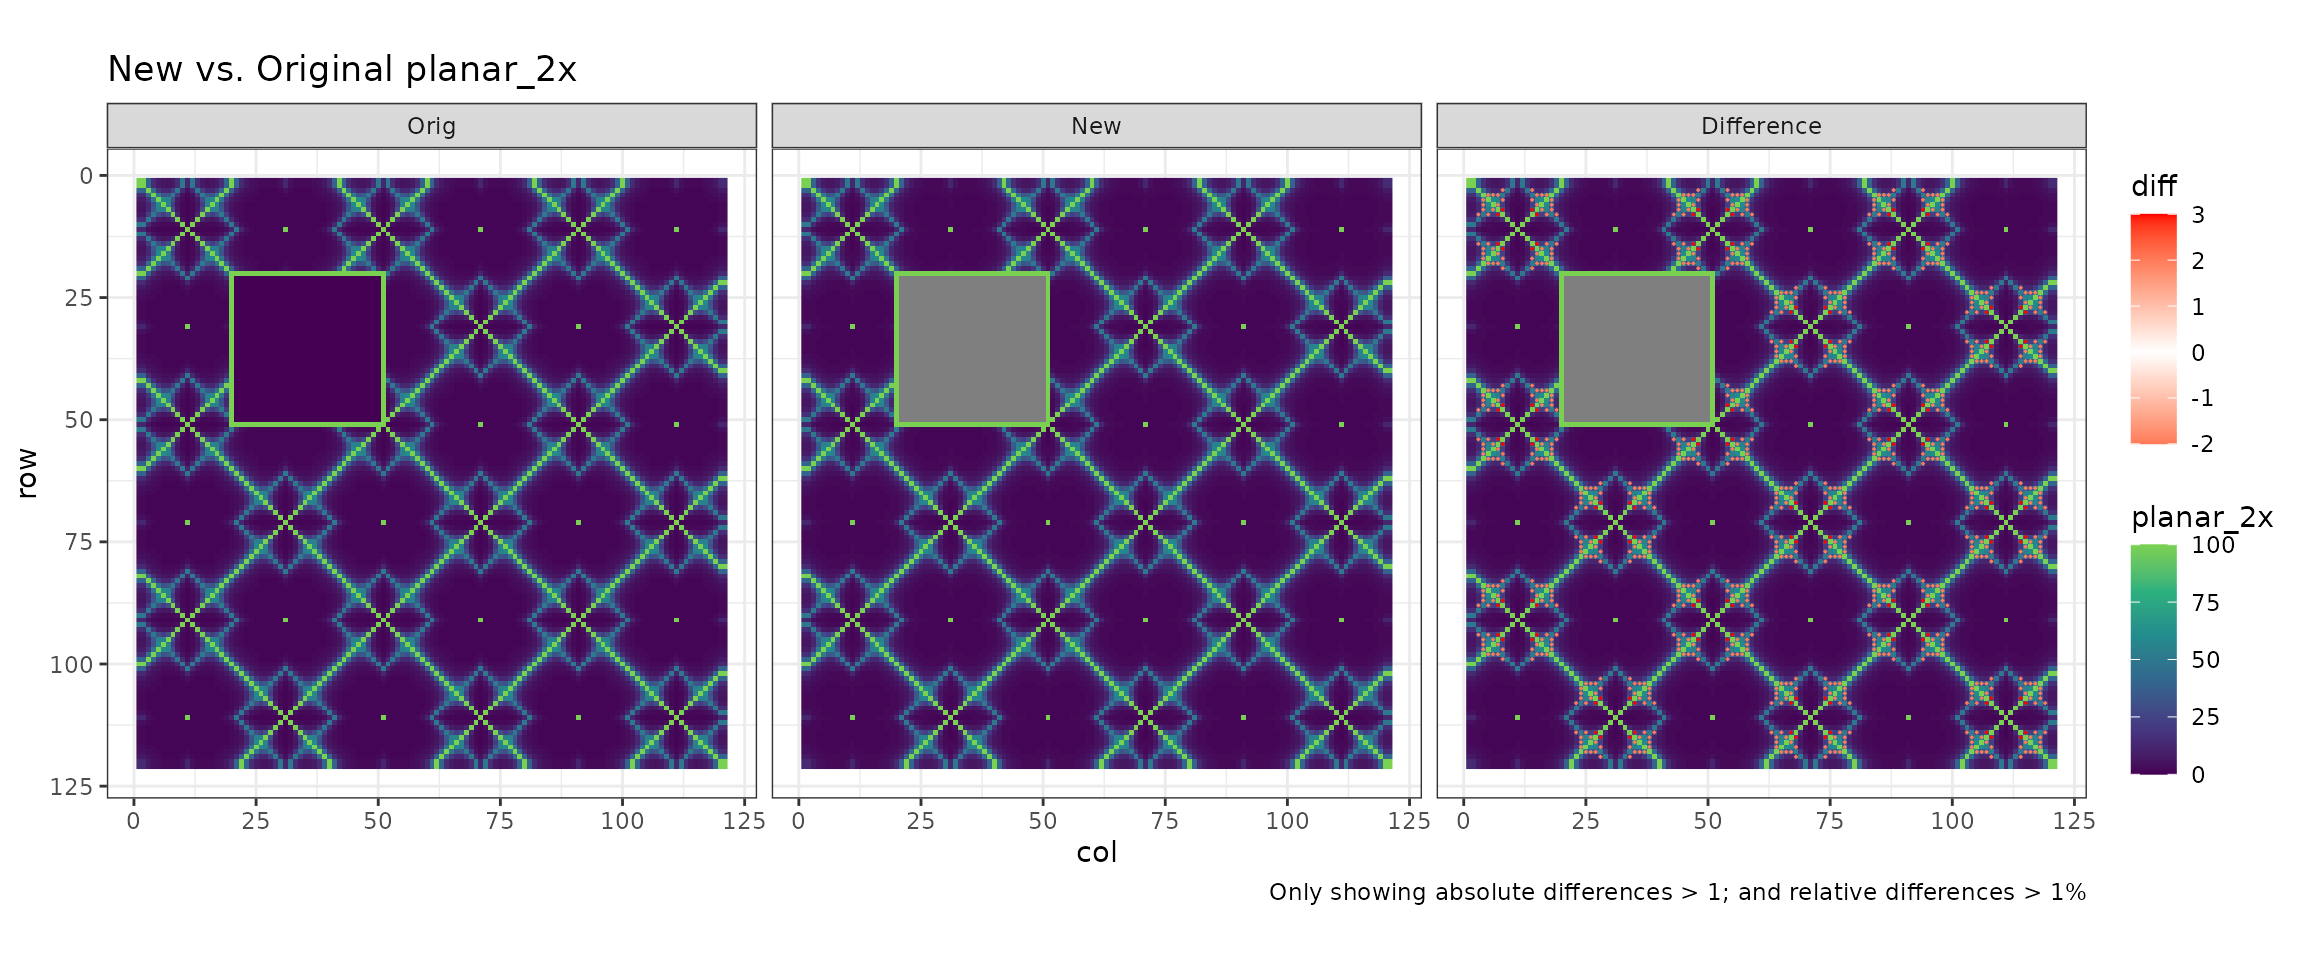 New vs. Original planar_2x
Orig
New
Difference
row
0
25
50
75
100
125
0 25 50 75 100 125
0 25 50 75 100 125
0 25 50 75 100 125
col
diff
3
2
1
0
-1
-2
planar_2x
100
75
50
25
0
Only showing absolute differences > 1; and relative differences > 1%